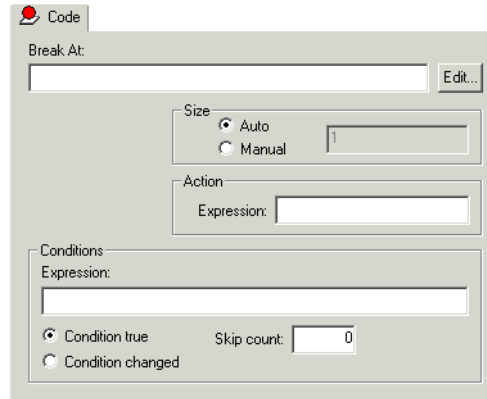 Code
Break At:
Edit...
Size
Auto
1
Manual
Action
Expression:
Conditions
Expression:
Condition true
Skip count: 0
Condition changed